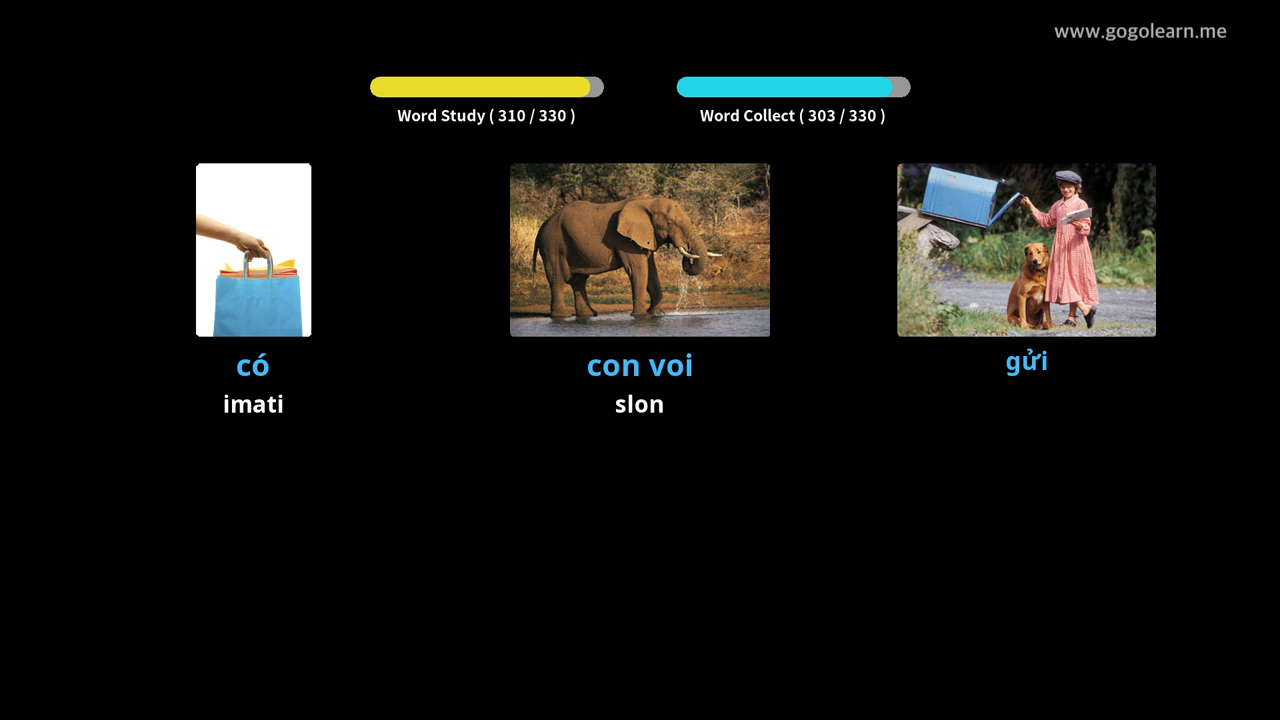 www.gogolearn.me
Word Study ( 310 / 330 )
Word Collect ( 303 / 330 )
có
con voi
gửi
imati
slon